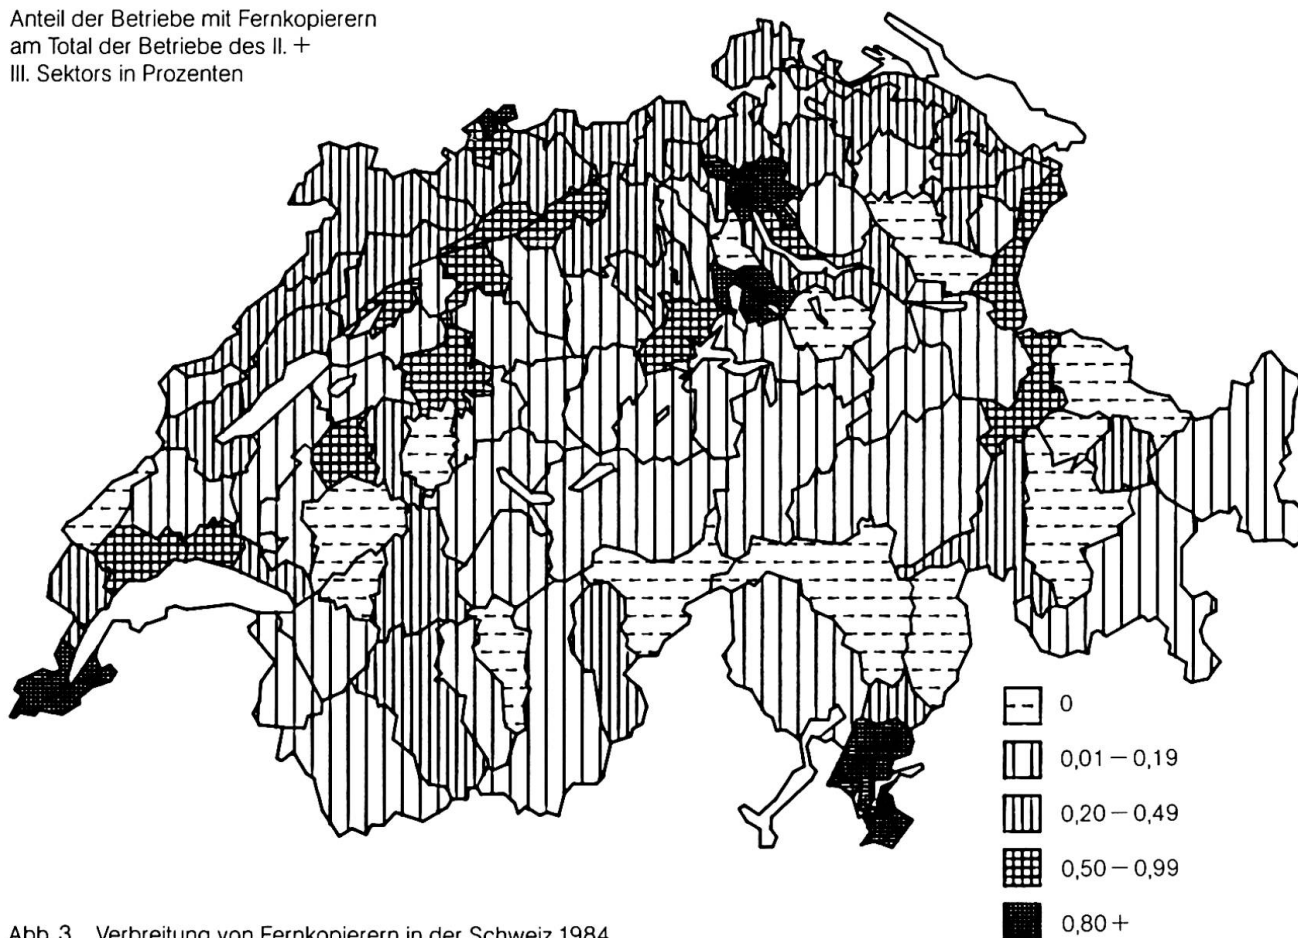 Anteil der Betriebe mit Fernkopierern
am Total der Betriebe des II. +
III. Sektors in Prozenten
0
0,01 – 0,19
0,20 – 0,49
0,50 – 0,99
0,80 +
Abb. 3 Verbreitung von Fernkopierern in der Schweiz 1984